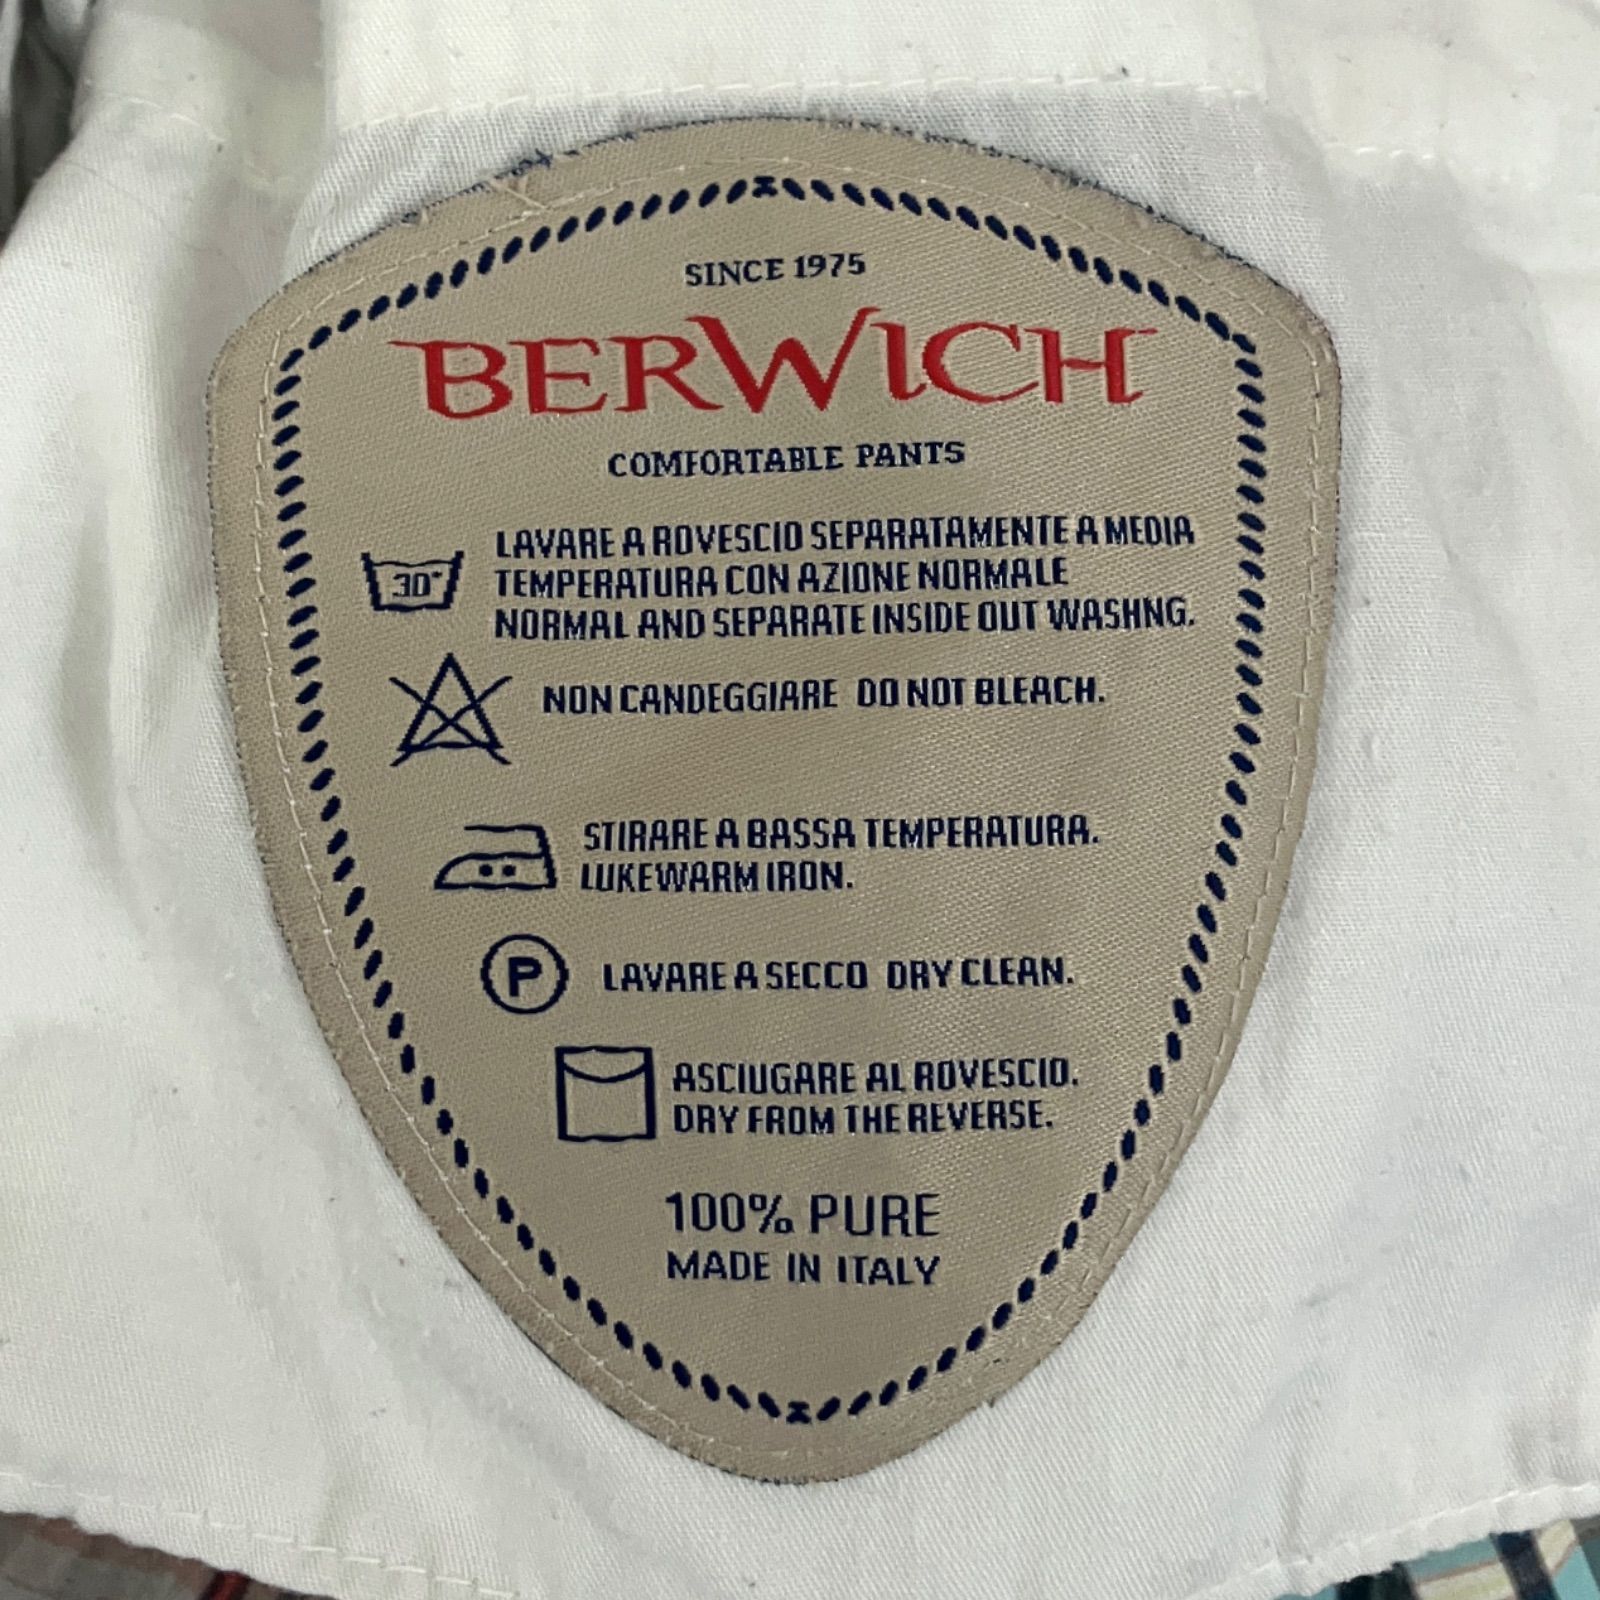 SINCE 1975
BERWICH
COMFORTABLE PANTS
30° LAVARE A ROVESCIO SEPARATAMENTE A MEDIA
TEMPERATURA CON AZIONE NORMALE
NORMAL AND SEPARATE INSIDE OUT WASHNG.
NON CANDEGGIARE DO NOT BLEACH.
STIRARE A BASSA TEMPERATURA.
LUKEWARM IRON.
P LAVARE A SECCO DRY CLEAN.
ASCIUGARE AL ROVESCIO.
DRY FROM THE REVERSE.
100% PURE
MADE IN ITALY